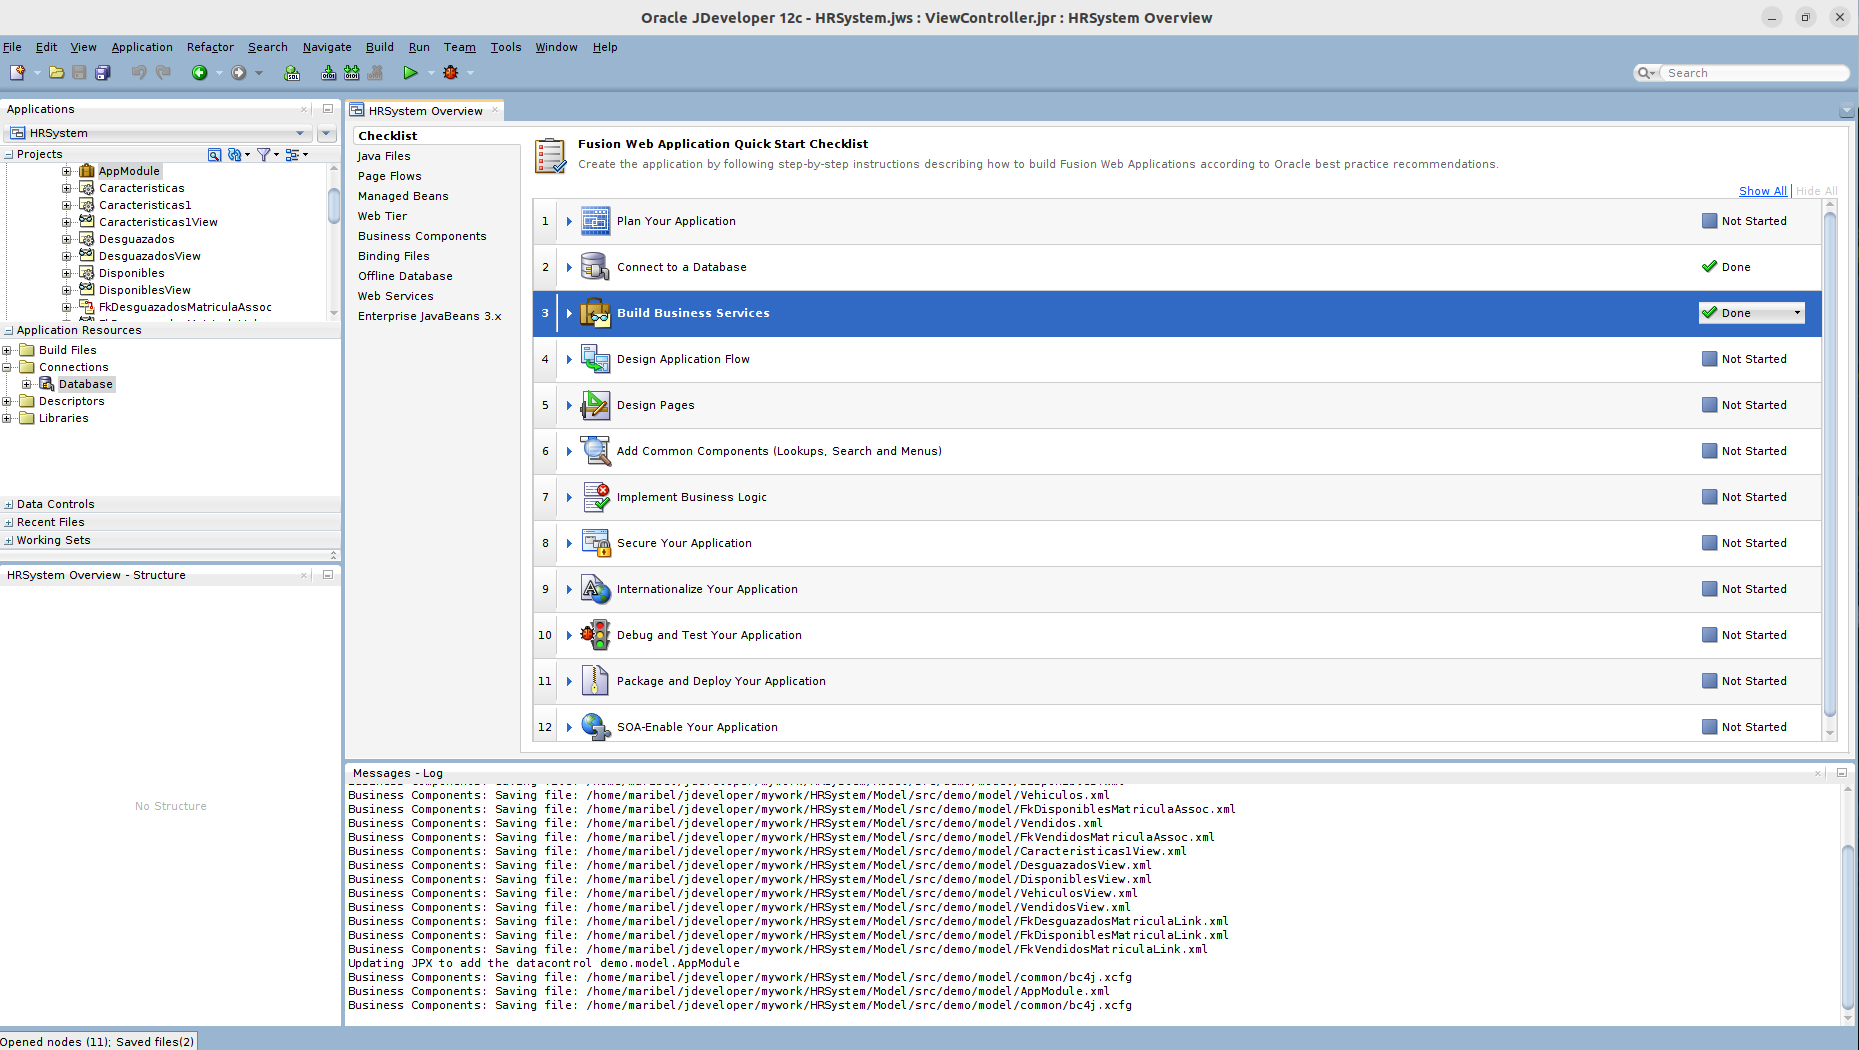 Oracle JDeveloper 12c - HRSystem.jws : ViewController.jpr : HRSystem Overview
File Edit View Application Refactor Search Navigate Build Run Team Tools Window Help
Search
Applications
HRSystem
Projects
AppModule
Caracteristicas
Caracteristicas1
Caracteristicas1View
Desguazados
DesguazadosView
Disponibles
DisponiblesView
FkDesguazadosMatriculaAssoc
Application Resources
Build Files
Connections
Database
Descriptors
Libraries
Data Controls
Recent Files
Working Sets
HRSystem Overview - Structure
No Structure
HRSystem Overview
Checklist
Java Files
Page Flows
Managed Beans
Web Tier
Business Components
Binding Files
Offline Database
Web Services
Enterprise JavaBeans 3.x
Fusion Web Application Quick Start Checklist
Create the application by following step-by-step instructions describing how to build Fusion Web Applications according to Oracle best practice recommendations.
Show All Hide All
1 Plan Your Application Not Started
2 Connect to a Database Done
3 Build Business Services Done
4 Design Application Flow Not Started
5 Design Pages Not Started
6 Add Common Components (Lookups, Search and Menus) Not Started
7 Implement Business Logic Not Started
8 Secure Your Application Not Started
9 Internationalize Your Application Not Started
10 Debug and Test Your Application Not Started
11 Package and Deploy Your Application Not Started
12 SOA-Enable Your Application Not Started
Messages - Log
Business Components: Saving file: /home/maribel/jdeveloper/mywork/HRSystem/Model/src/demo/model/Vehiculos.xml
Business Components: Saving file: /home/maribel/jdeveloper/mywork/HRSystem/Model/src/demo/model/FkDisponiblesMatriculaAssoc.xml
Business Components: Saving file: /home/maribel/jdeveloper/mywork/HRSystem/Model/src/demo/model/Vendidos.xml
Business Components: Saving file: /home/maribel/jdeveloper/mywork/HRSystem/Model/src/demo/model/FkVendidosMatriculaAssoc.xml
Business Components: Saving file: /home/maribel/jdeveloper/mywork/HRSystem/Model/src/demo/model/Caracteristicas1View.xml
Business Components: Saving file: /home/maribel/jdeveloper/mywork/HRSystem/Model/src/demo/model/DesguazadosView.xml
Business Components: Saving file: /home/maribel/jdeveloper/mywork/HRSystem/Model/src/demo/model/DisponiblesView.xml
Business Components: Saving file: /home/maribel/jdeveloper/mywork/HRSystem/Model/src/demo/model/VehiculosView.xml
Business Components: Saving file: /home/maribel/jdeveloper/mywork/HRSystem/Model/src/demo/model/VendidosView.xml
Business Components: Saving file: /home/maribel/jdeveloper/mywork/HRSystem/Model/src/demo/model/FkDesguazadosMatriculaLink.xml
Business Components: Saving file: /home/maribel/jdeveloper/mywork/HRSystem/Model/src/demo/model/FkDisponiblesMatriculaLink.xml
Business Components: Saving file: /home/maribel/jdeveloper/mywork/HRSystem/Model/src/demo/model/FkVendidosMatriculaLink.xml
Updating JPX to add the datacontrol demo.model.AppModule
Business Components: Saving file: /home/maribel/jdeveloper/mywork/HRSystem/Model/src/demo/model/common/bc4j.xcfg
Business Components: Saving file: /home/maribel/jdeveloper/mywork/HRSystem/Model/src/demo/model/AppModule.xml
Business Components: Saving file: /home/maribel/jdeveloper/mywork/HRSystem/Model/src/demo/model/common/bc4j.xcfg
Opened nodes (11); Saved files(2)